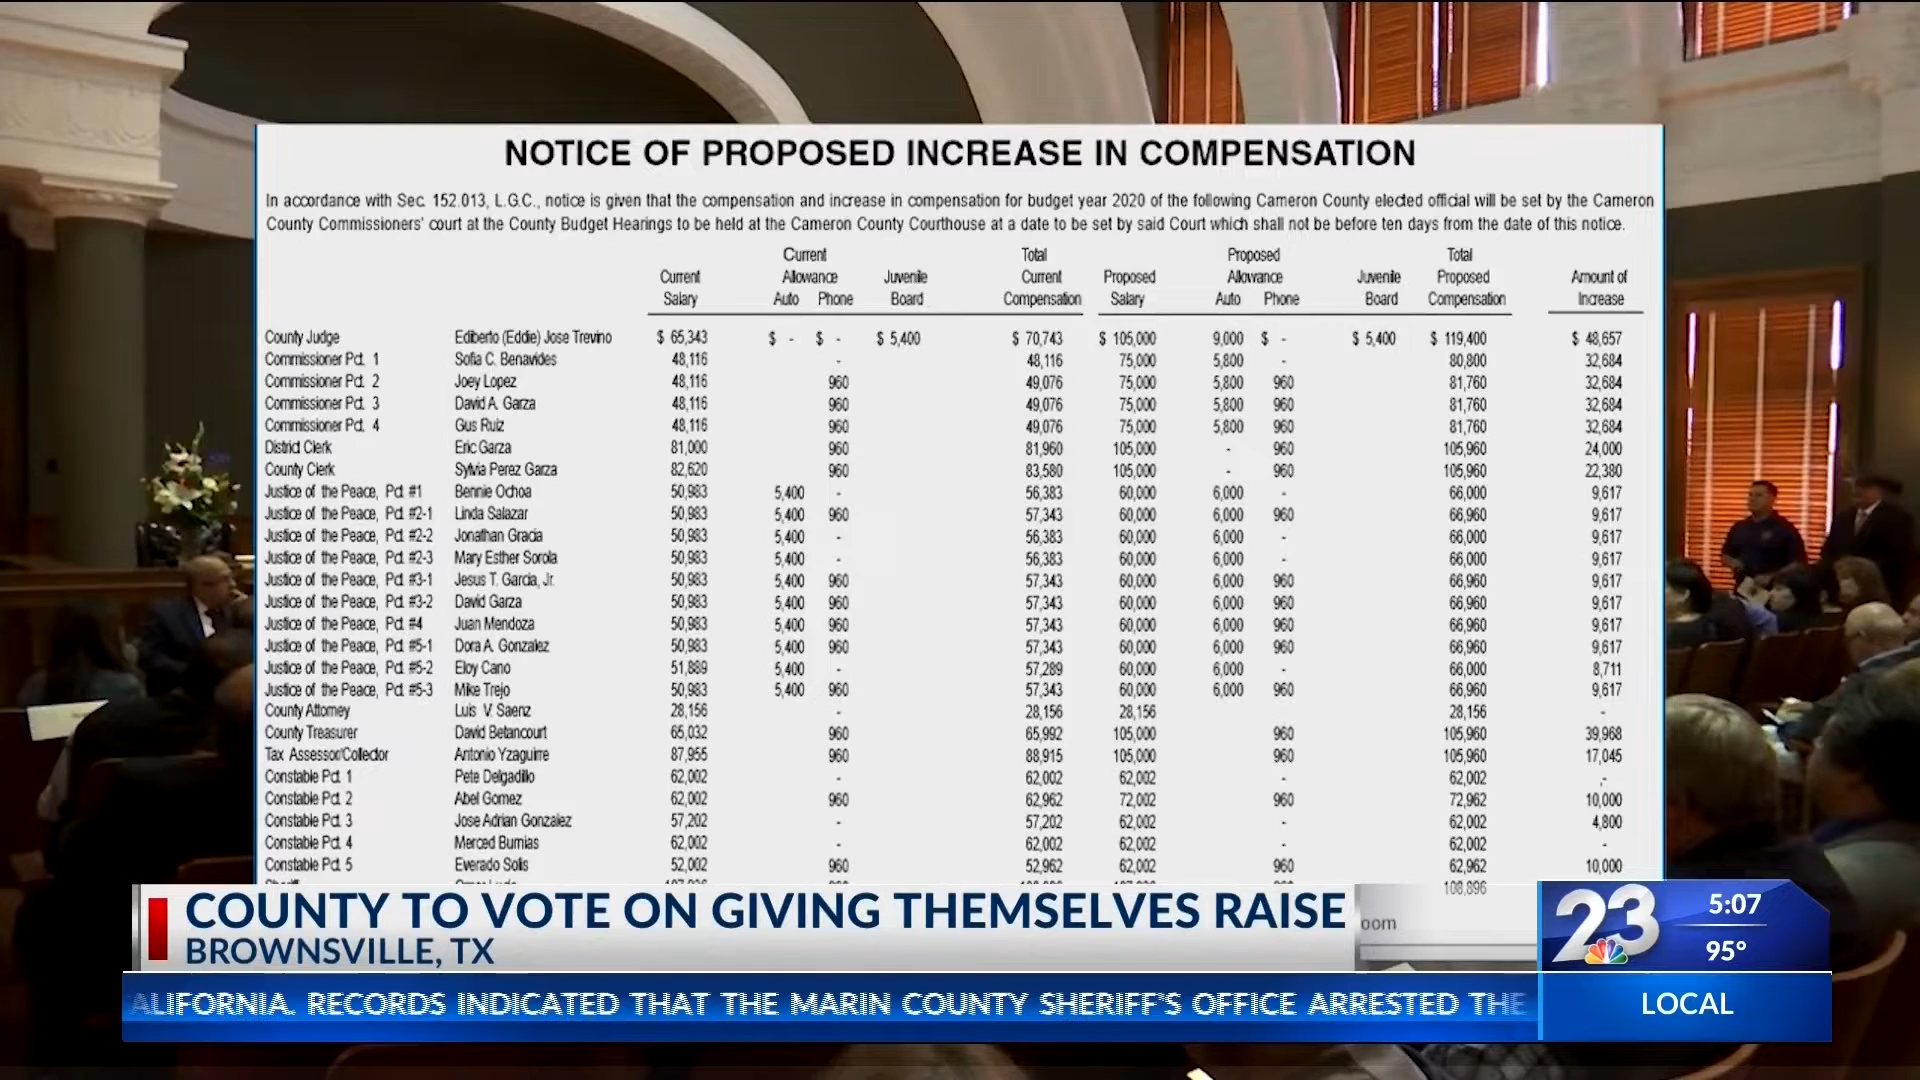 NOTICE OF PROPOSED INCREASE IN COMPENSATION
In accordance with Sec. 152.013, L.G.C., notice is given that the compensation and increase in compensation for budget year 2020 of the following Cameron County elected official will be set by the Cameron
County Commissioners' court at the County Budget Hearings to be held at the Cameron County Courthouse at a date to be set by said Court which shall not be before ten days from the date of this notice.
Current Total Proposed Total
Current Allowance Juvenile Current Proposed Allowance Juvenile Proposed Amount of
Salary Auto Phone Board Compensation Salary Auto Phone Board Compensation Increase
County Judge Ediberto (Eddie) Jose Trevino $ 65,343 $ - $ - $ 5,400 $ 70,743 $ 105,000 9,000 $ - $ 5,400 $ 119,400 $ 48,657
Commissioner Pct. 1 Sofia C. Benavides 48,116 - 48,116 75,000 5,800 - 80,800 32,684
Commissioner Pct. 2 Joey Lopez 48,116 960 49,076 75,000 5,800 960 81,760 32,684
Commissioner Pct. 3 David A. Garza 48,116 960 49,076 75,000 5,800 960 81,760 32,684
Commissioner Pct. 4 Gus Ruiz 48,116 960 49,076 75,000 5,800 960 81,760 32,684
District Clerk Eric Garza 81,000 960 81,960 105,000 - 960 105,960 24,000
County Clerk Sylvia Perez Garza 82,620 960 83,580 105,000 - 960 105,960 22,380
Justice of the Peace, Pct #1 Bennie Ochoa 50,983 5,400 - 56,383 60,000 6,000 - 66,000 9,617
Justice of the Peace, Pct #2-1 Linda Salazar 50,983 5,400 960 57,343 60,000 6,000 960 66,960 9,617
Justice of the Peace, Pct #2-2 Jonathan Gracia 50,983 5,400 - 56,383 60,000 6,000 - 66,000 9,617
Justice of the Peace, Pct #2-3 Mary Esther Sorola 50,983 5,400 - 56,383 60,000 6,000 - 66,000 9,617
Justice of the Peace, Pct #3-1 Jesus T. Garcia, Jr. 50,983 5,400 960 57,343 60,000 6,000 960 66,960 9,617
Justice of the Peace, Pct #3-2 David Garza 50,983 5,400 960 57,343 60,000 6,000 960 66,960 9,617
Justice of the Peace, Pct #4 Juan Mendoza 50,983 5,400 960 57,343 60,000 6,000 960 66,960 9,617
Justice of the Peace, Pct #5-1 Dora A. Gonzalez 50,983 5,400 960 57,343 60,000 6,000 960 66,960 9,617
Justice of the Peace, Pct #5-2 Eloy Cano 51,889 5,400 - 57,289 60,000 6,000 - 66,000 8,711
Justice of the Peace, Pct #5-3 Mike Trejo 50,983 5,400 960 57,343 60,000 6,000 960 66,960 9,617
County Attorney Luis V. Saenz 28,156 - 28,156 28,156 28,156 -
County Treasurer David Betancourt 65,032 960 65,992 105,000 960 105,960 39,968
Tax Assessor/Collector Antonio Yzaguirre 87,955 960 88,915 105,000 960 105,960 17,045
Constable Pct. 1 Pete Delgadillo 62,002 - 62,002 62,002 - 62,002 -
Constable Pct. 2 Abel Gomez 62,002 960 62,962 72,002 960 72,962 10,000
Constable Pct. 3 Jose Adrian Gonzalez 57,202 - 57,202 62,002 - 62,002 4,800
Constable Pct. 4 Merced Burnias 62,002 - 62,002 62,002 - 62,002 -
Constable Pct. 5 Everado Solis 52,002 960 52,962 62,002 960 62,962 10,000
108,896
COUNTY TO VOTE ON GIVING THEMSELVES RAISE
BROWNSVILLE, TX
oom
23
5:07
95°
ALIFORNIA. RECORDS INDICATED THAT THE MARIN COUNTY SHERIFF'S OFFICE ARRESTED THE
LOCAL